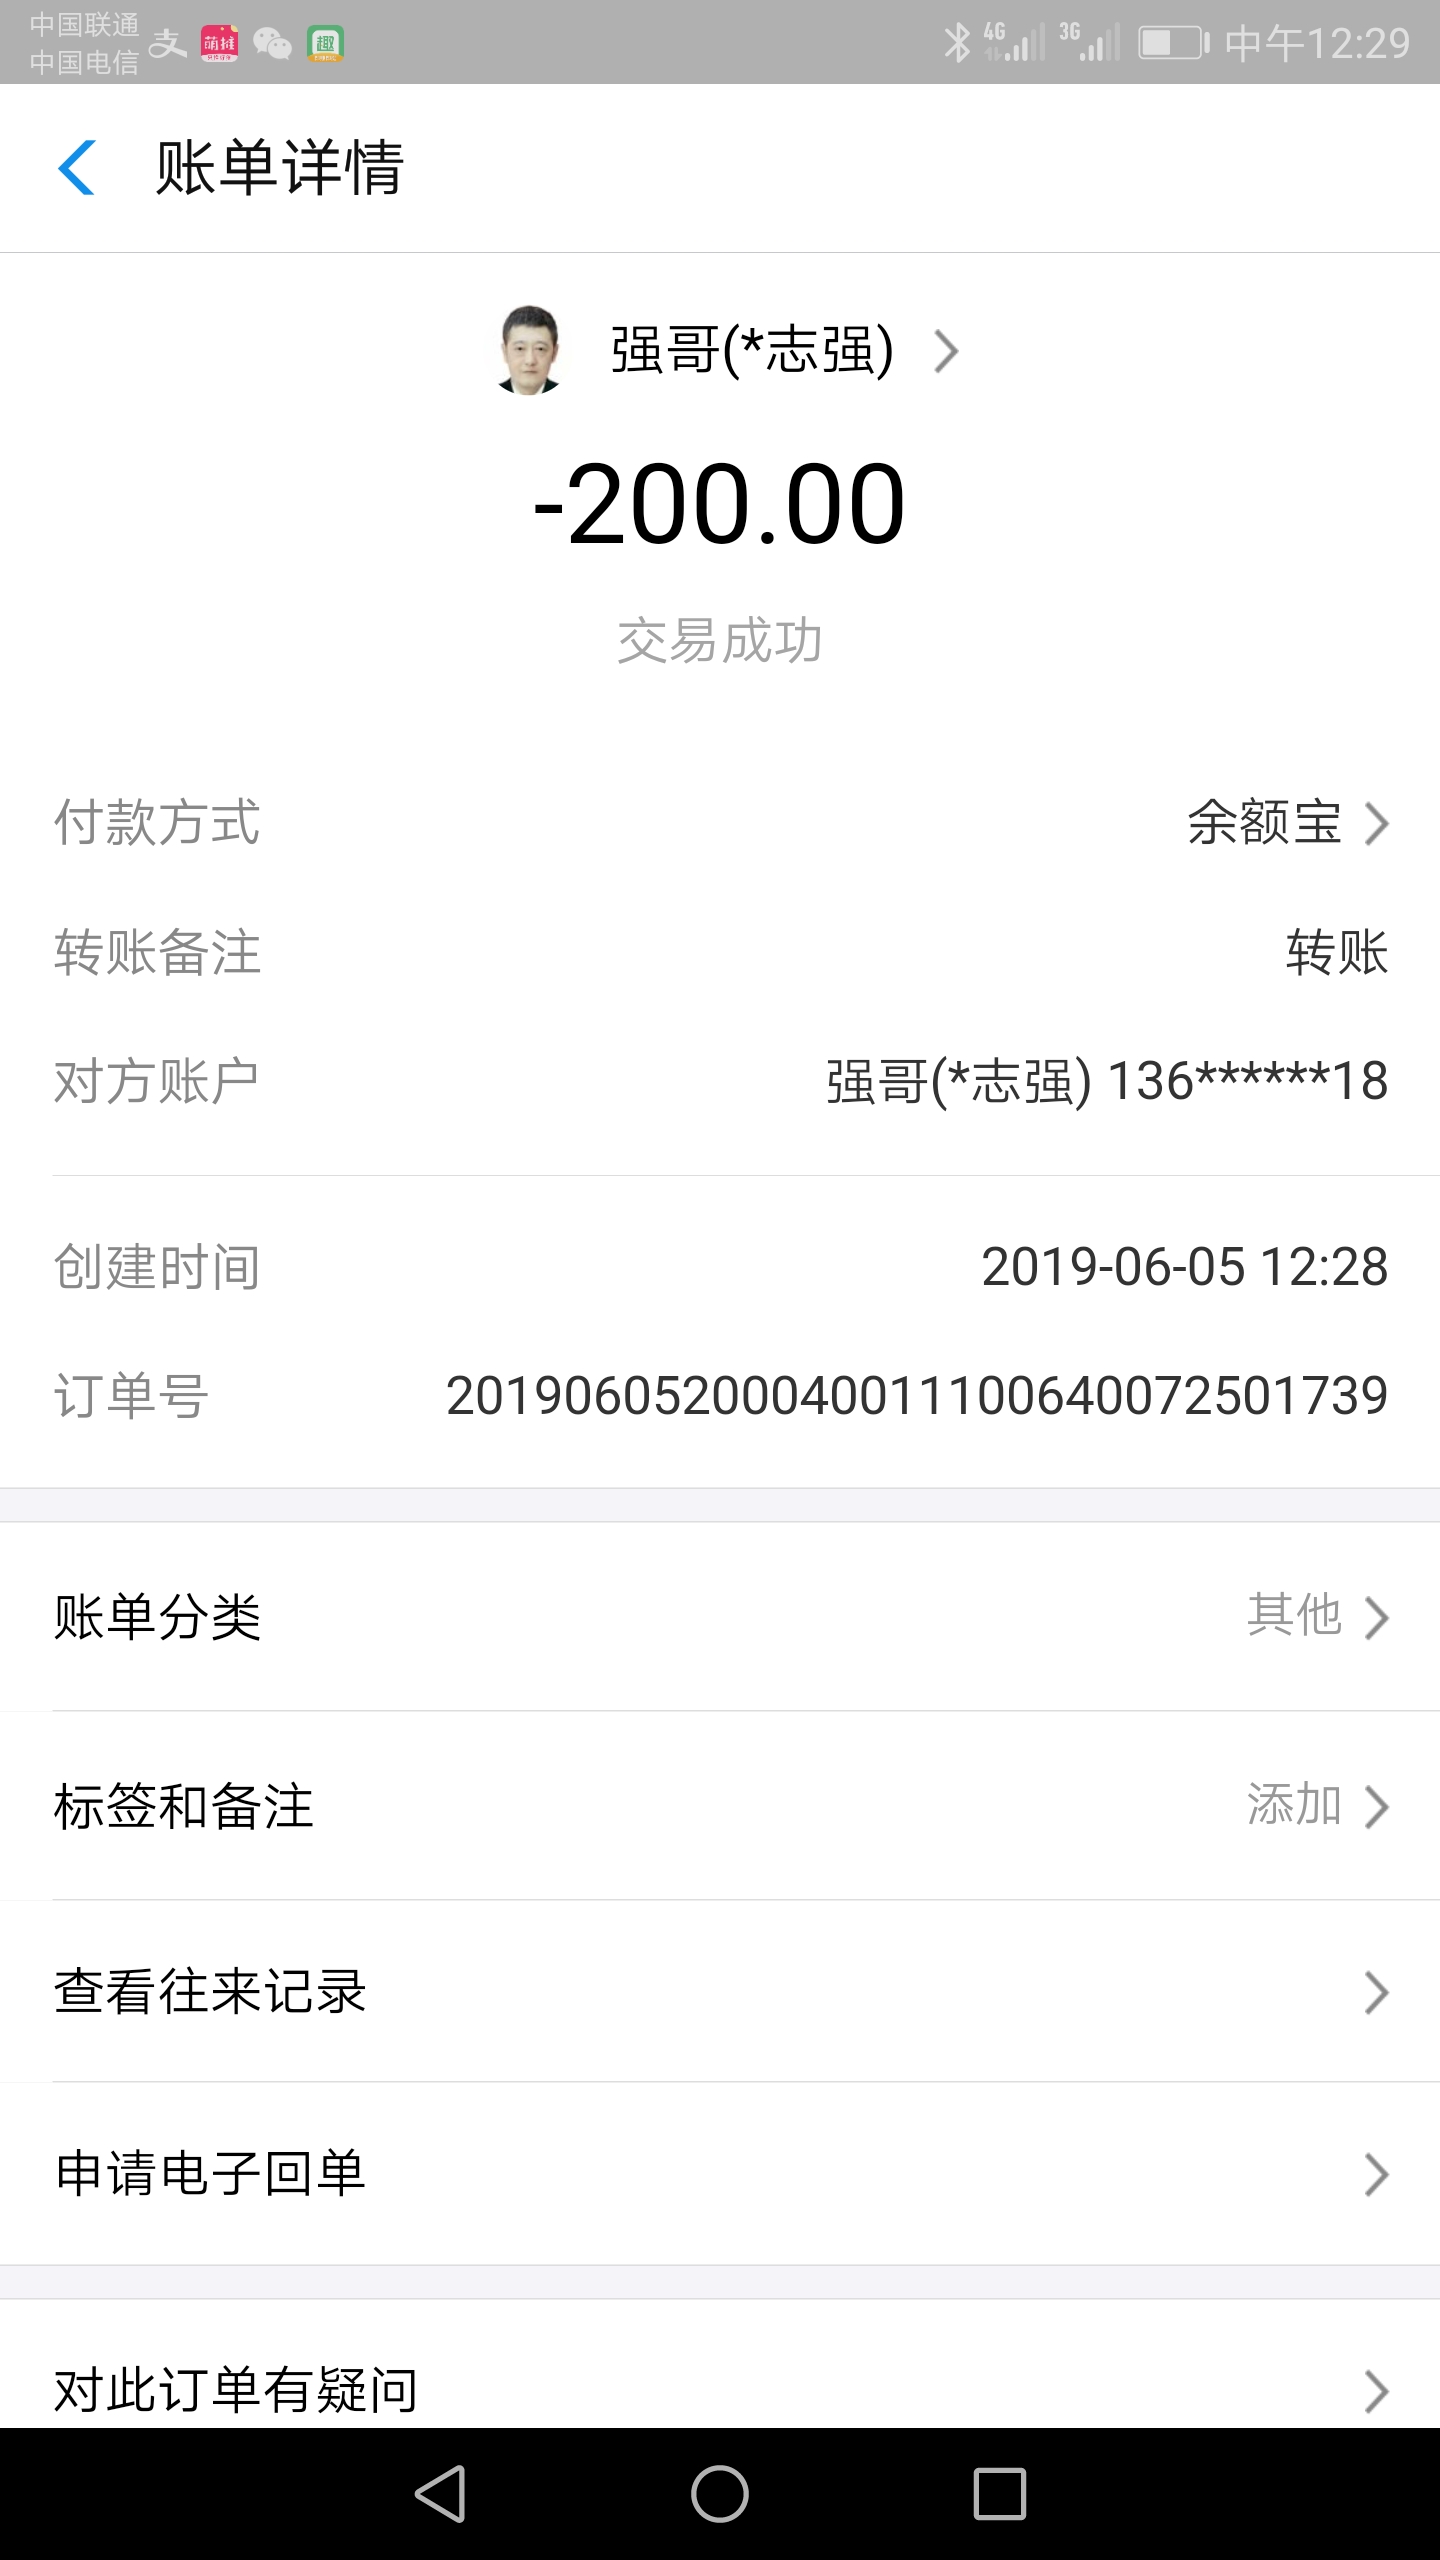 中国联通
中国电信
支
萌推
趣
4G
3G
中午12:29
账单详情
强哥(*志强)
-200.00
交易成功
付款方式 余额宝
转账备注 转账
对方账户 强哥(*志强) 136******18
创建时间 2019-06-05 12:28
订单号 20190605200040011100640072501739
账单分类 其他
标签和备注 添加
查看往来记录
申请电子回单
对此订单有疑问